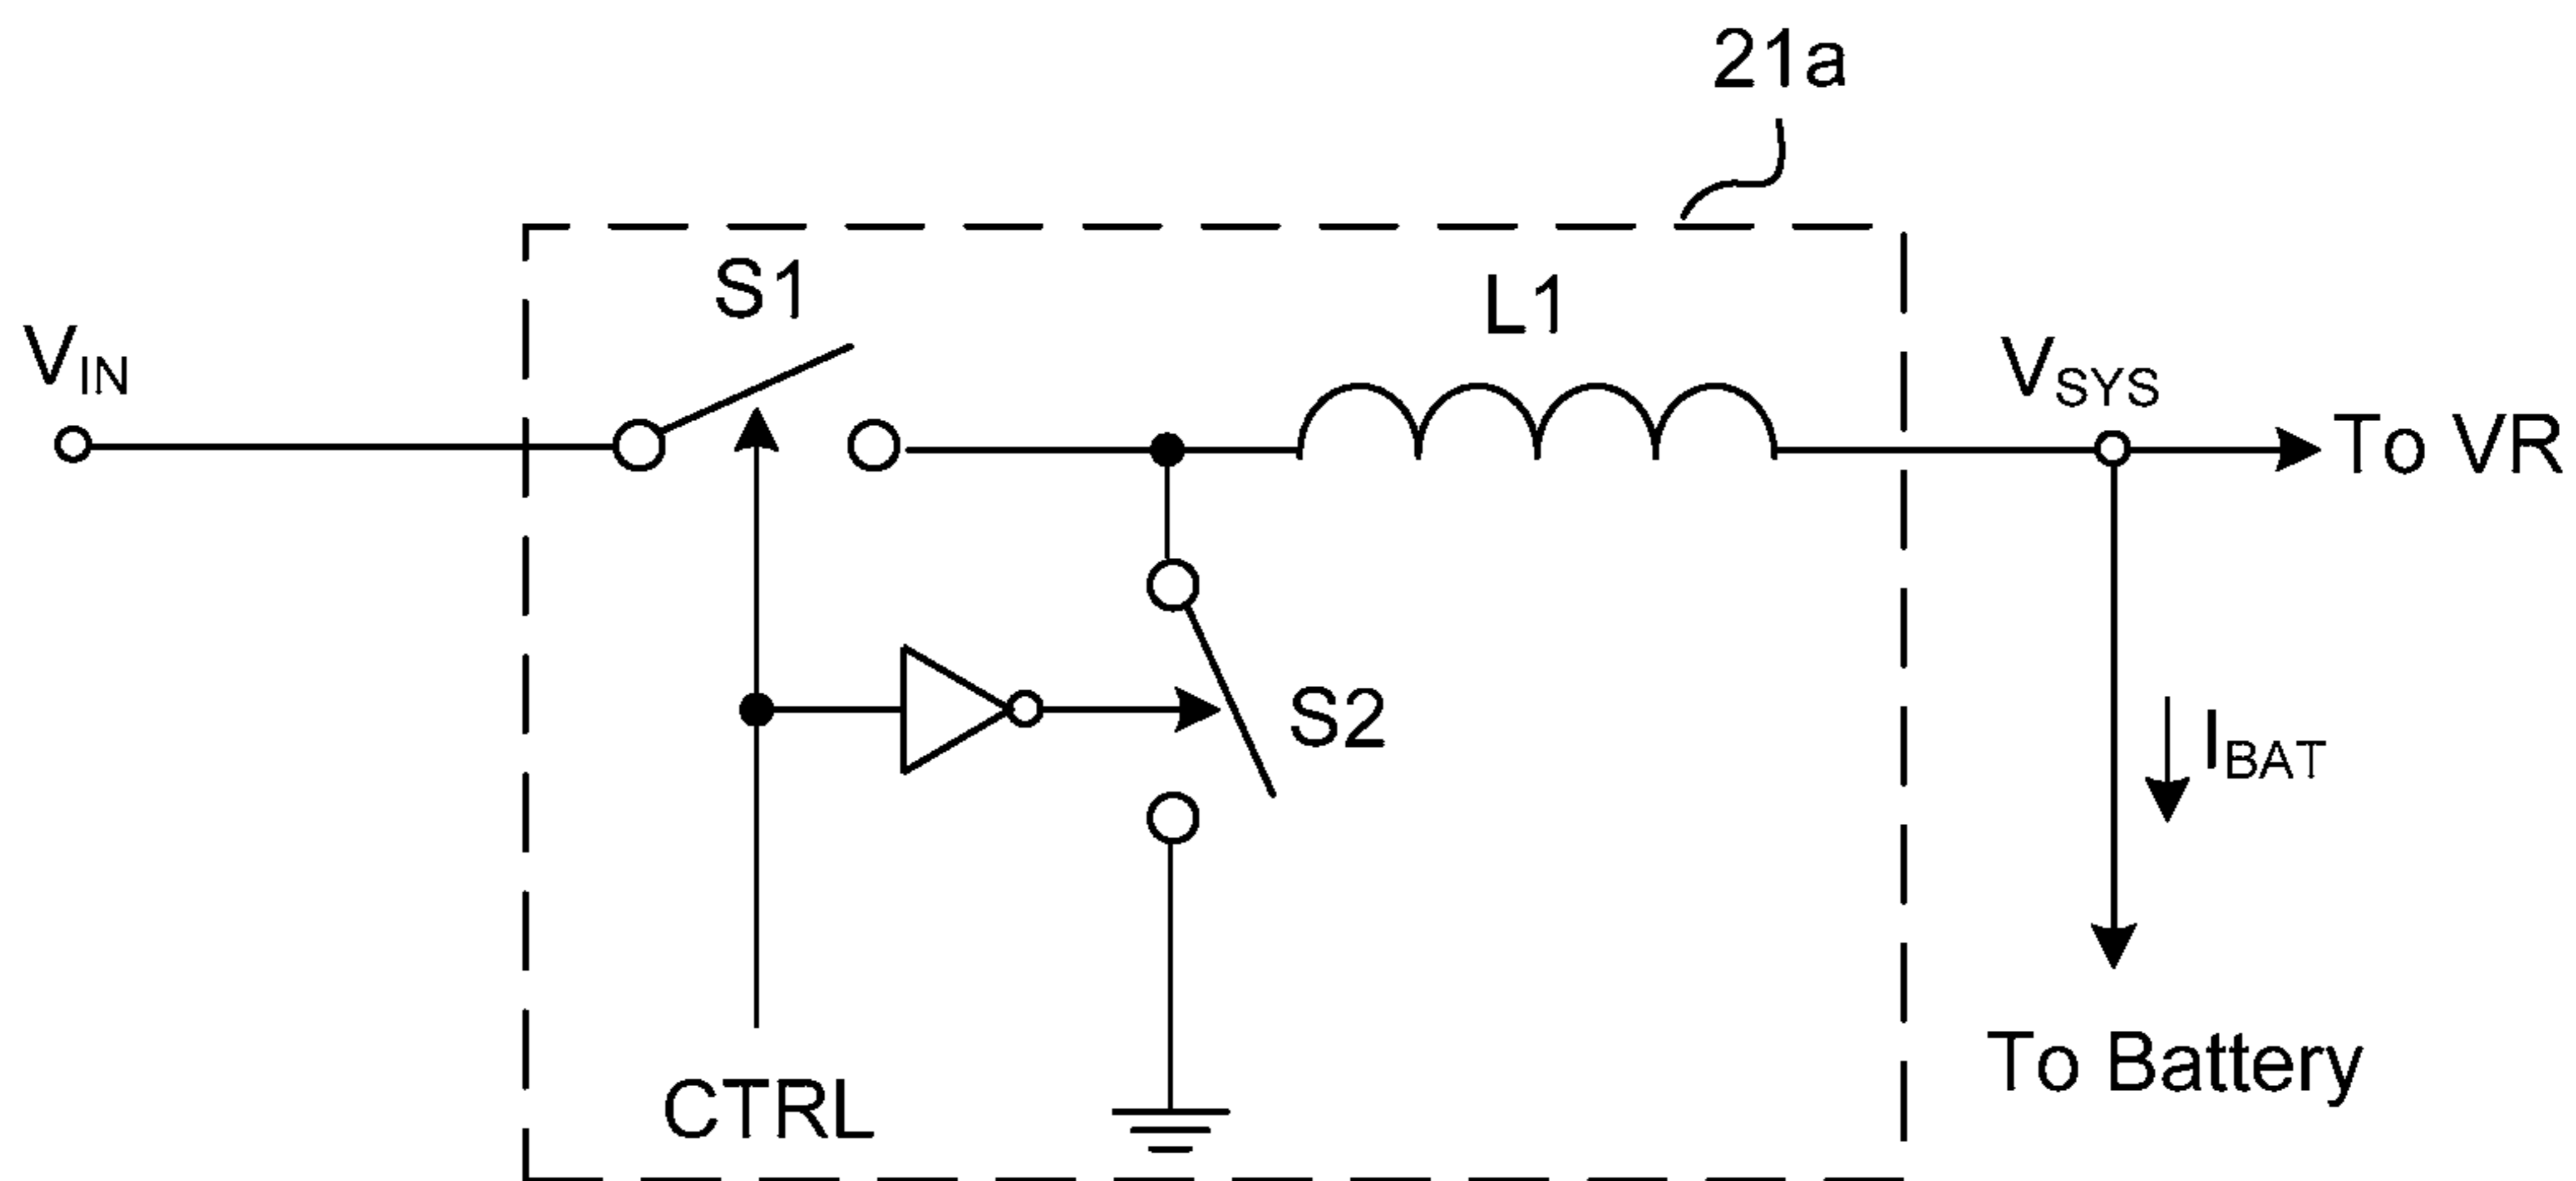 21a
S1
L1
VIN
VSYS
To VR
S2
IBAT
To Battery
CTRL